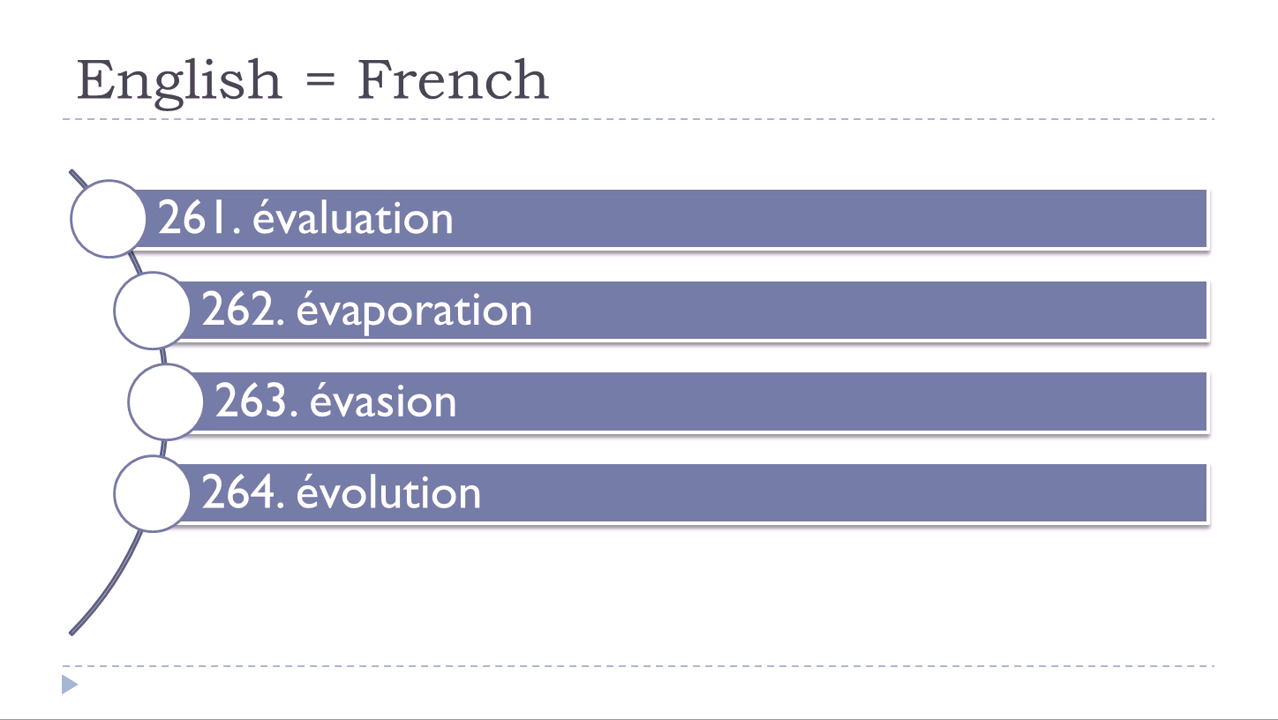 English = French
261. évaluation
262. évaporation
263. évasion
264. évolution